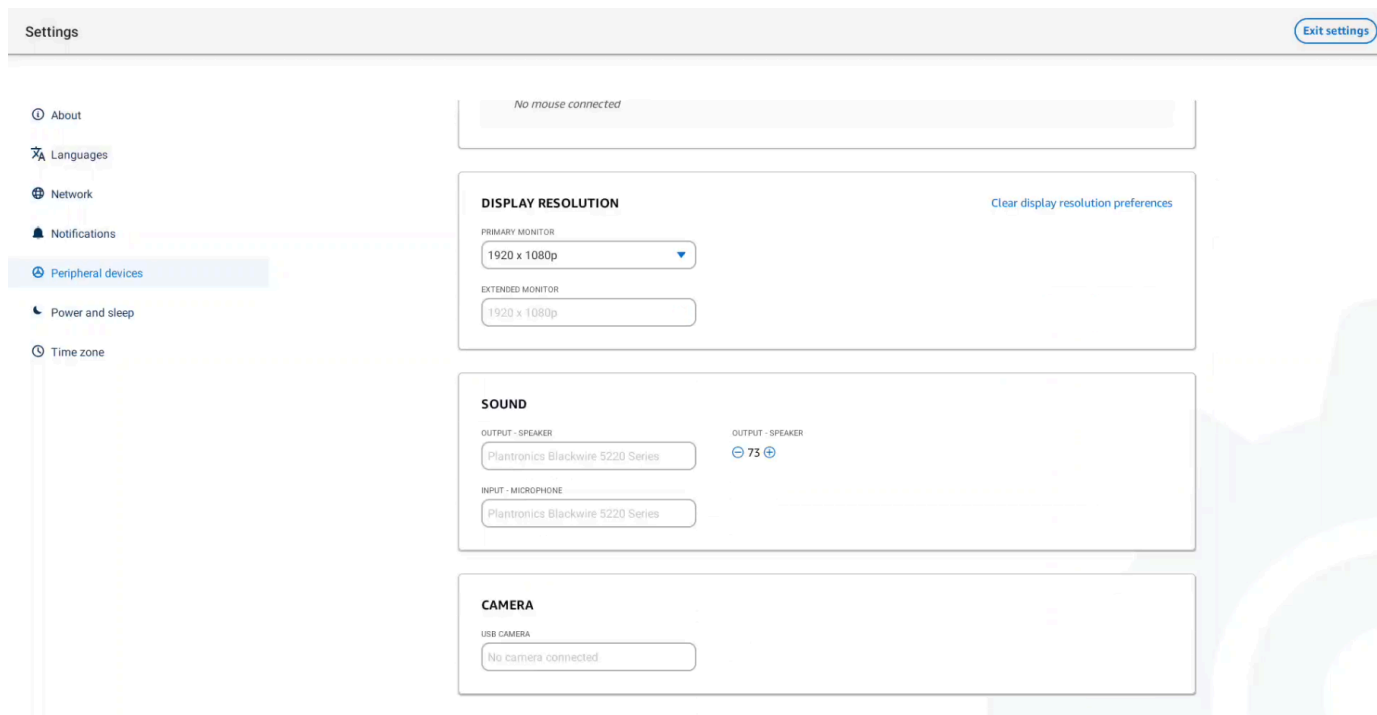 Settings
Exit settings
About
Languages
Network
Notifications
Peripheral devices
Power and sleep
Time zone
No mouse connected
DISPLAY RESOLUTION
Clear display resolution preferences
PRIMARY MONITOR
1920 x 1080p
EXTENDED MONITOR
1920 x 1080p
SOUND
OUTPUT - SPEAKER
Plantronics Blackwire 5220 Series
OUTPUT - SPEAKER
73
INPUT - MICROPHONE
Plantronics Blackwire 5220 Series
CAMERA
USB CAMERA
No camera connected